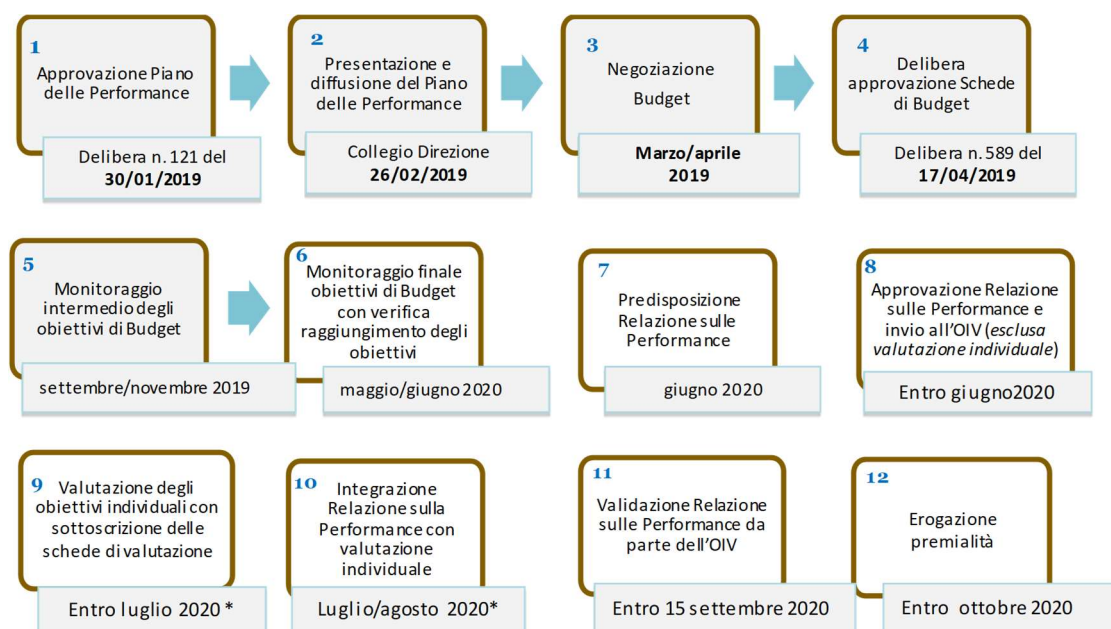 1
Approvazione Piano
delle Performance
Delibera n. 121 del
30/01/2019
2
Presentazione e
diffusione del Piano
delle Performance
Collegio Direzione
26/02/2019
3
Negoziazione
Budget
Marzo/aprile
2019
4
Delibera
approvazione Schede
di Budget
Delibera n. 589 del
17/04/2019
5
Monitoraggio
intermedio degli
obiettivi di Budget
settembre/novembre 2019
6
Monitoraggio finale
obiettivi di Budget
con verifica
raggiungimento degli
obiettivi
maggio/giugno 2020
7
Predisposizione
Relazione sulle
Performance
giugno 2020
8
Approvazione Relazione
sulle Performance e
invio all'OIV (esclusa
valutazione individuale)
Entro giugno2020
9
Valutazione degli
obiettivi individuali con
sottoscrizione delle
schede di valutazione
Entro luglio 2020 *
10
Integrazione
Relazione sulla
Performance con
valutazione
individuale
Luglio/agosto 2020*
11
Validazione Relazione
sulle Performance da
parte dell'OIV
Entro 15 settembre 2020
12
Erogazione
premialità
Entro ottobre 2020